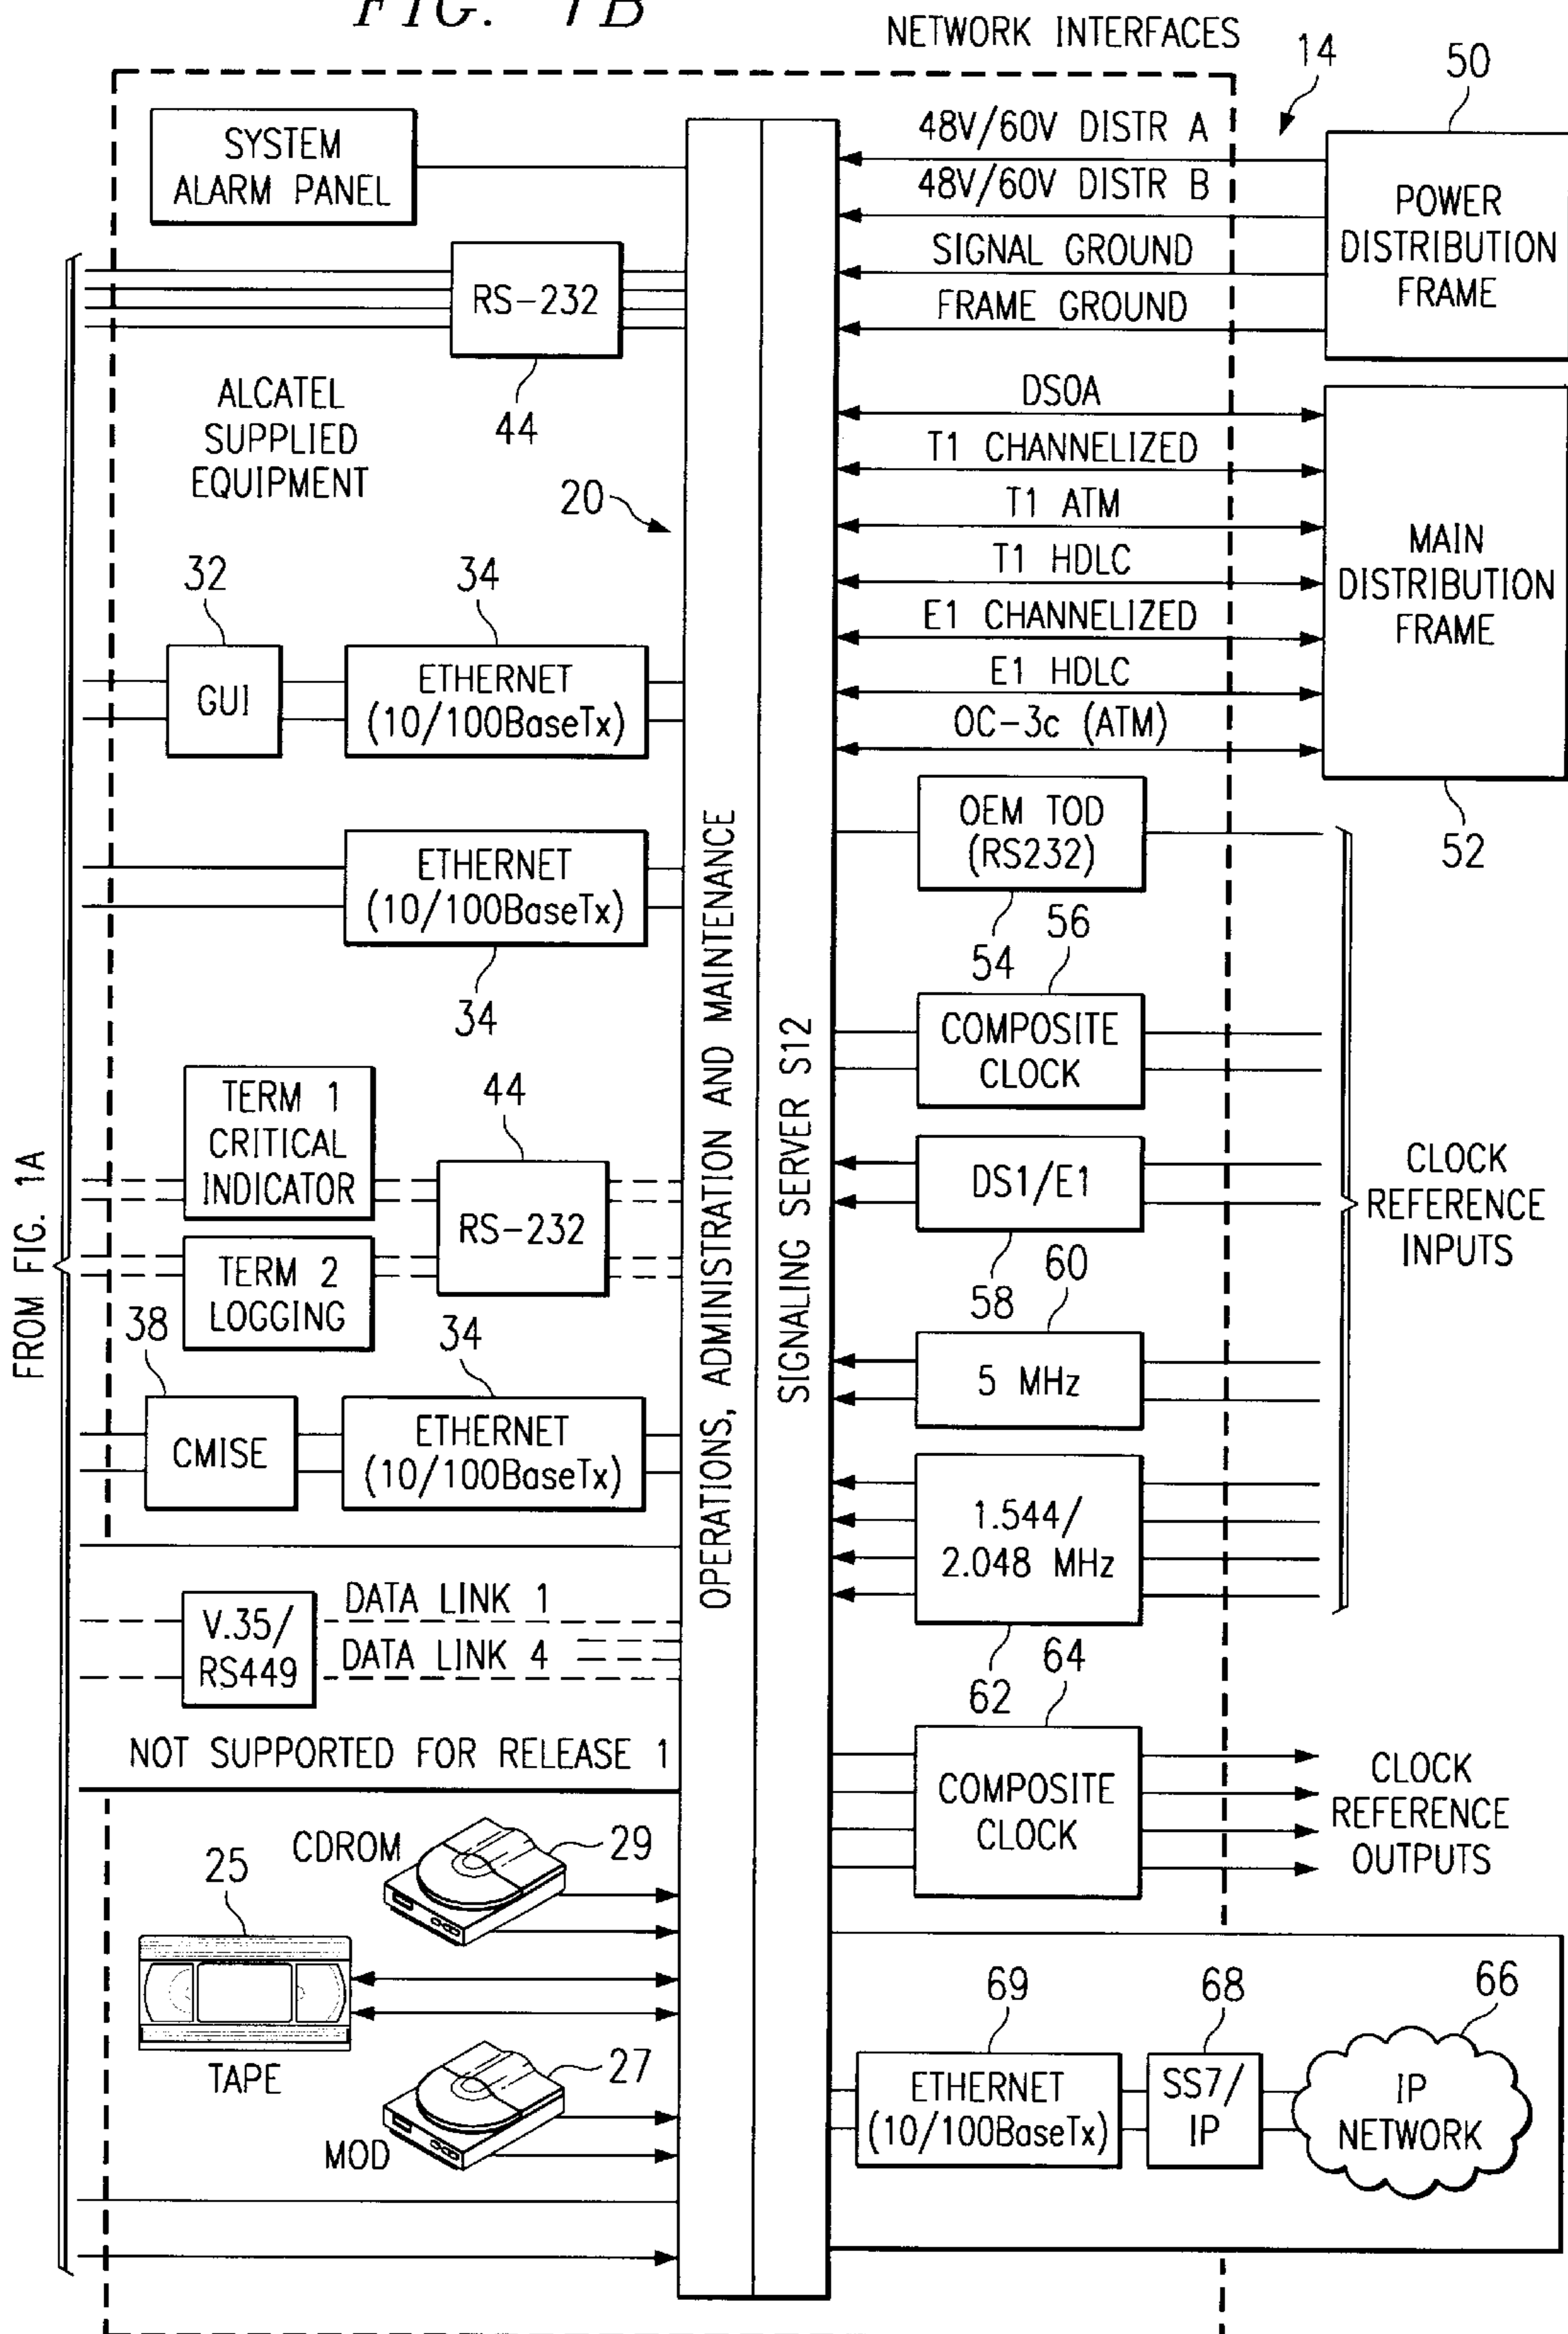 FIG. 1B
NETWORK INTERFACES
14
50
SYSTEM
ALARM PANEL
48V/60V DISTR A
48V/60V DISTR B
SIGNAL GROUND
FRAME GROUND
POWER
DISTRIBUTION
FRAME
RS-232
44
ALCATEL
SUPPLIED
EQUIPMENT
20
DS0A
T1 CHANNELIZED
T1 ATM
T1 HDLC
E1 CHANNELIZED
E1 HDLC
OC-3c (ATM)
MAIN
DISTRIBUTION
FRAME
52
32
34
GUI
ETHERNET
(10/100BaseTx)
ETHERNET
(10/100BaseTx)
34
OEM TOD
(RS232)
54
56
COMPOSITE
CLOCK
OPERATIONS, ADMINISTRATION AND MAINTENANCE
SIGNALING SERVER S12
FROM FIG. 1A
TERM 1
CRITICAL
INDICATOR
44
RS-232
TERM 2
LOGGING
DS1/E1
58
60
CLOCK
REFERENCE
INPUTS
38
34
CMISE
ETHERNET
(10/100BaseTx)
5 MHz
1.544/
2.048 MHz
62
64
V.35/
RS449
DATA LINK 1
DATA LINK 4
NOT SUPPORTED FOR RELEASE 1
COMPOSITE
CLOCK
CLOCK
REFERENCE
OUTPUTS
CDROM
29
25
TAPE
27
MOD
69
68
66
ETHERNET
(10/100BaseTx)
SS7/
IP
IP
NETWORK